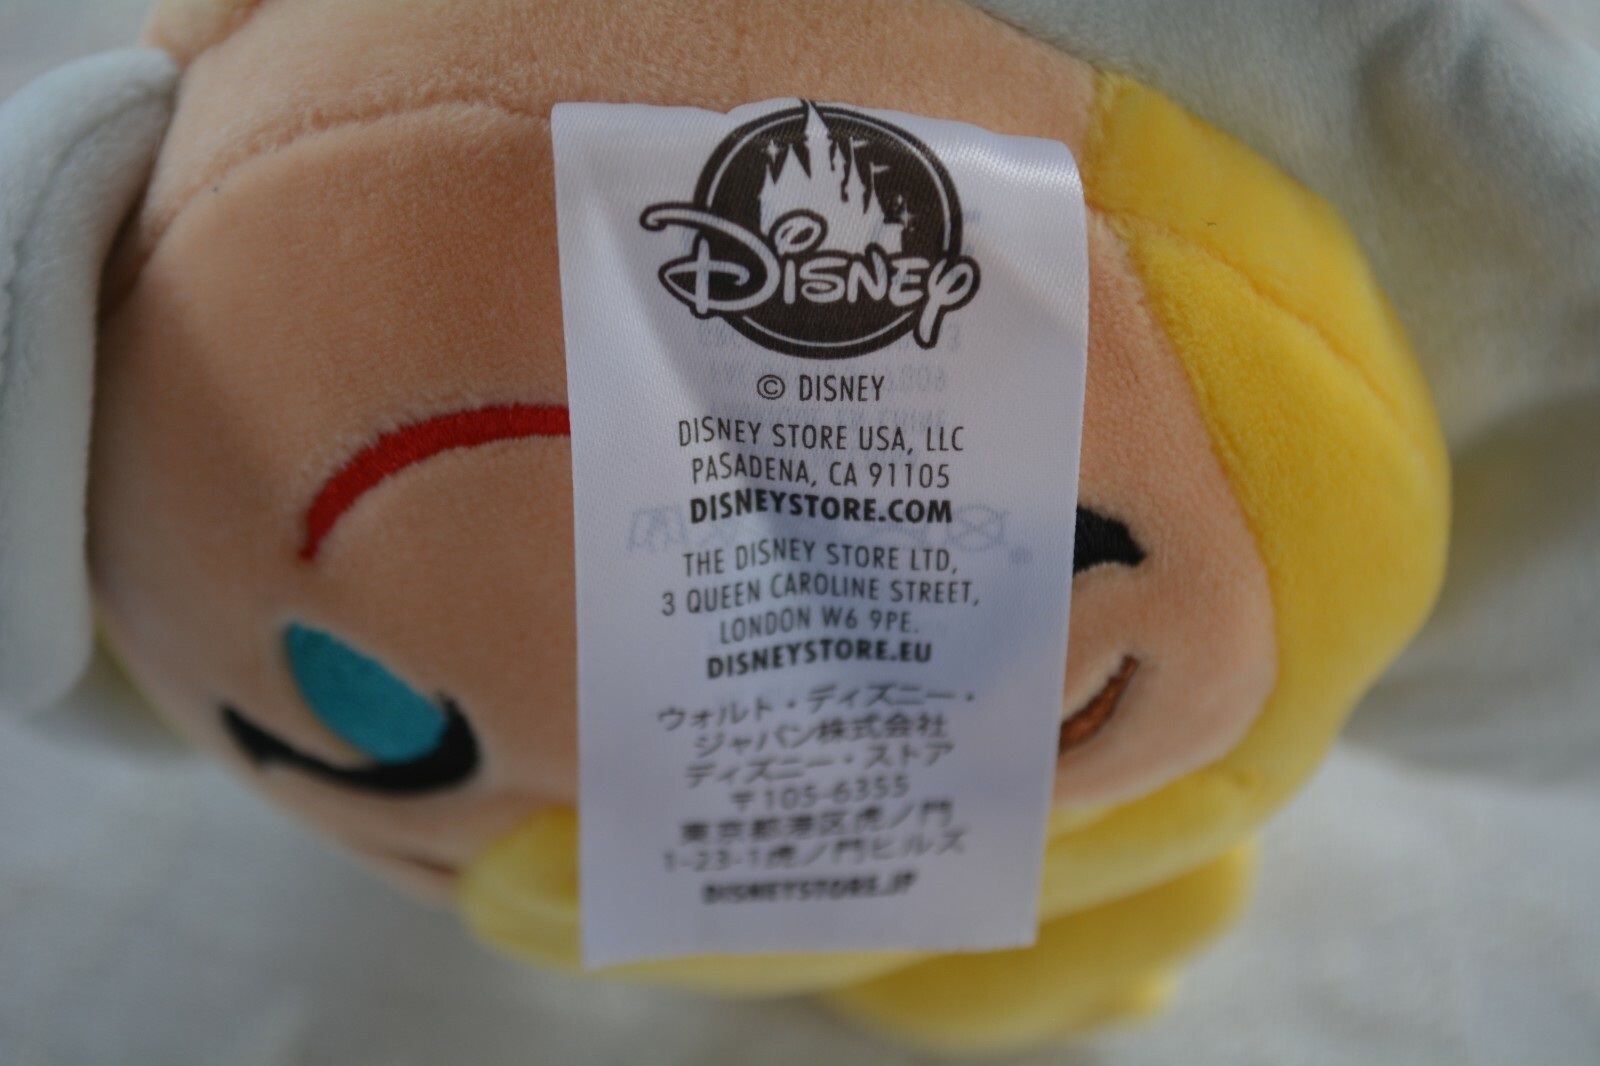 DISNEY
© DISNEY
DISNEY STORE USA, LLC
PASADENA, CA 91105
DISNEYSTORE.COM
THE DISNEY STORE LTD,
3 QUEEN CAROLINE STREET,
LONDON W6 9PE.
DISNEYSTORE.EU
ウォルト・ディズニー・
ジャパン株式会社
ディズニー・ストア
〒105-6355
東京都港区虎ノ門
1-23-1虎ノ門ヒルズ
DISNEYSTORE.JP